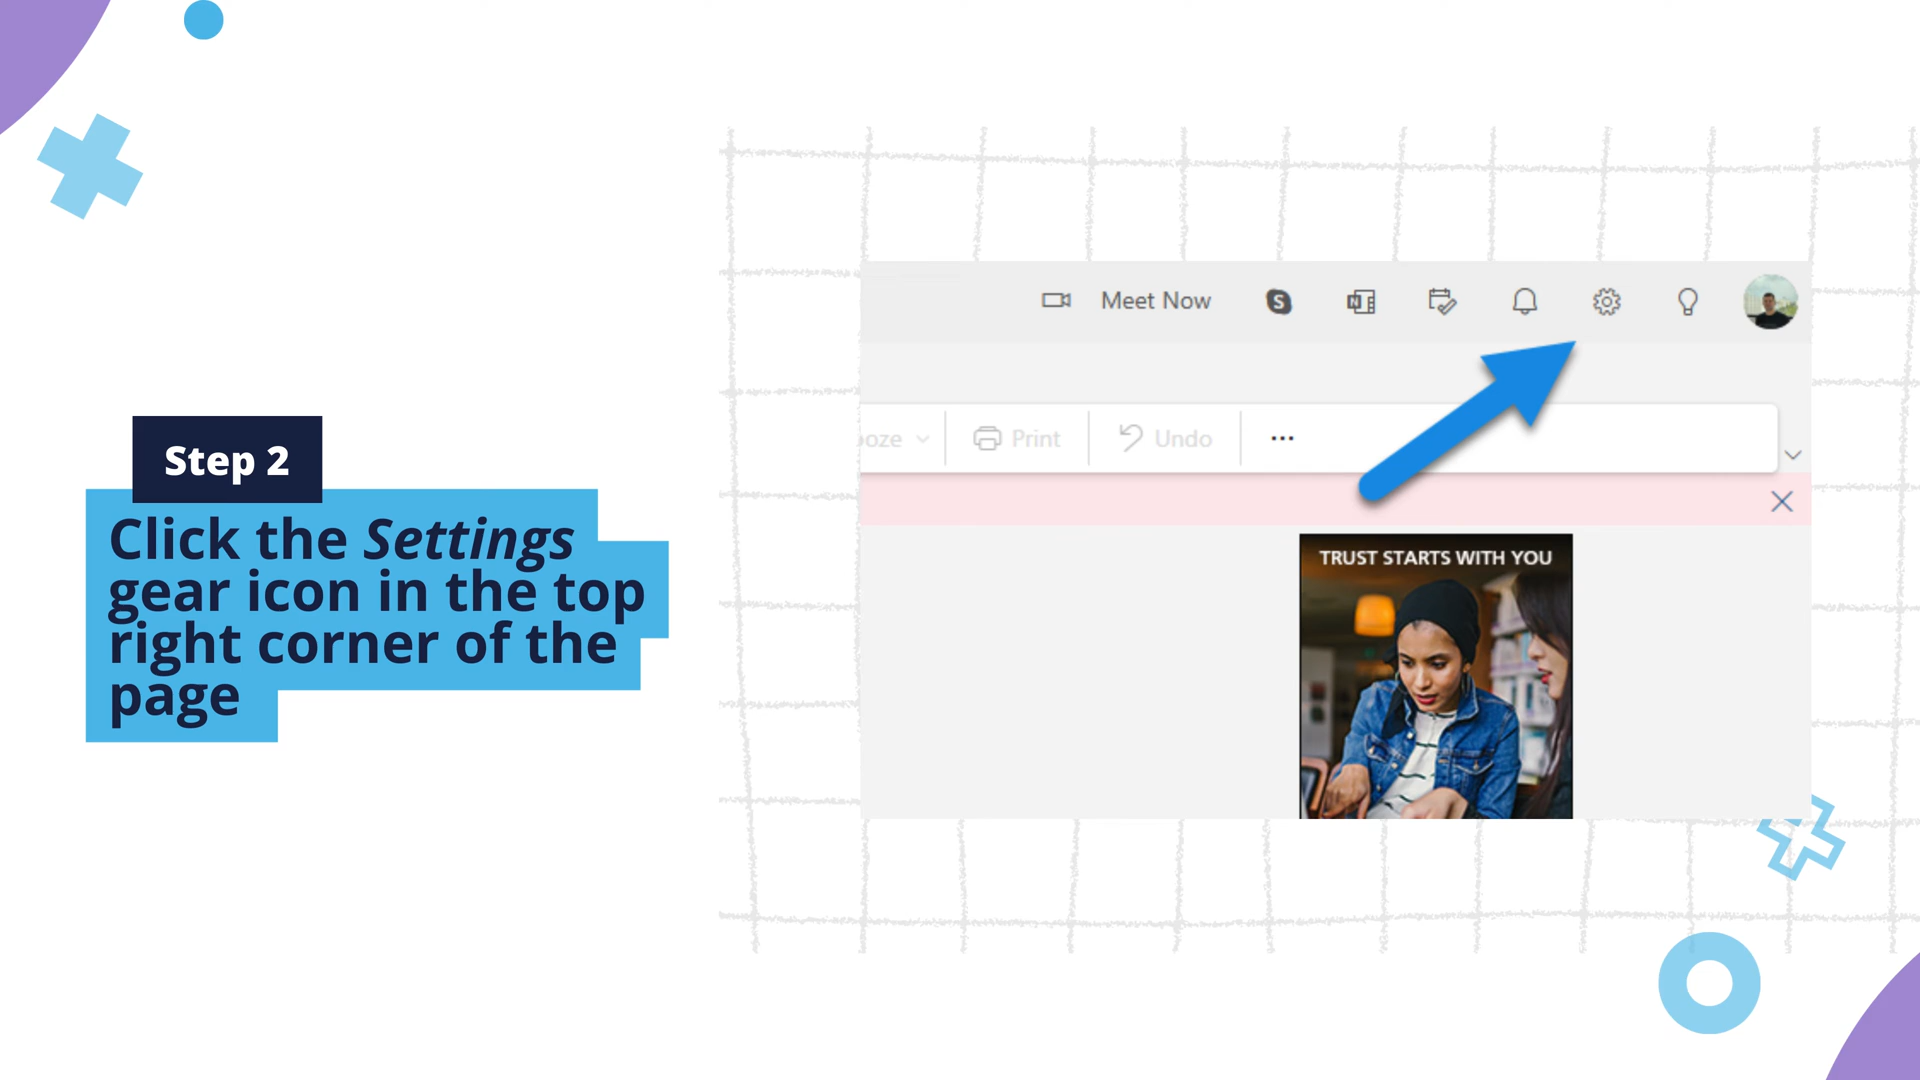 Step 2
Click the Settings
gear icon in the top
right corner of the
page
Meet Now
Print
Undo
...
TRUST STARTS WITH YOU